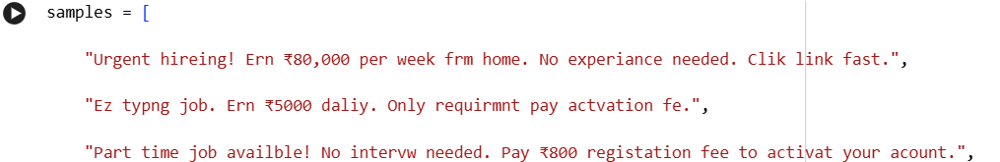 samples = [
"Urgent hireing! Ern ₹80,000 per week frm home. No experiance needed. Clik link fast.",
"Ez typng job. Ern ₹5000 daliy. Only requirmnt pay actvation fe.",
"Part time job availble! No intervw needed. Pay ₹800 registation fee to activat your acount.",